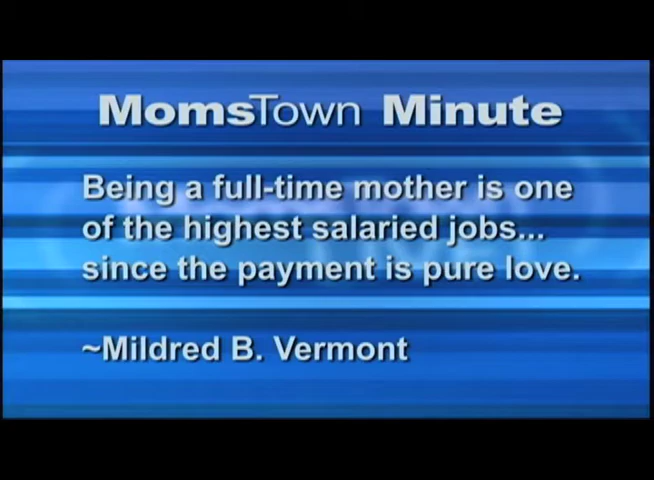 MomsTown Minute
Being a full-time mother is one
of the highest salaried jobs...
since the payment is pure love.
~Mildred B. Vermont